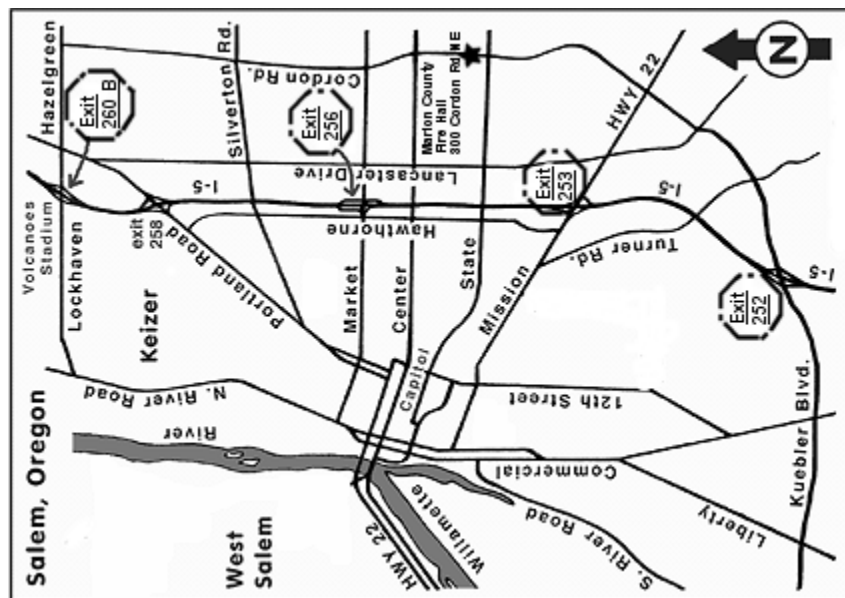 Salem, Oregon
West
Salem
HWY 22
Willamette
River
N. River Road
Keizer
Lockhaven
Volcanoes
Stadium
Hazelgreen
Exit
260 B
exit
258
Portland Road
I-5
Silverton Rd.
Cordon Rd.
Exit
256
Lancaster Drive
Hawthorne
Market
Center
Capitol
State
Mission
Marion County
Fire Hall
300 Cordon Rd. NE
HWY 22
Exit
253
I-5
Turner Rd.
Exit
252
I-5
12th Street
Commercial
Liberty
S. River Road
Kuebler Blvd.
N